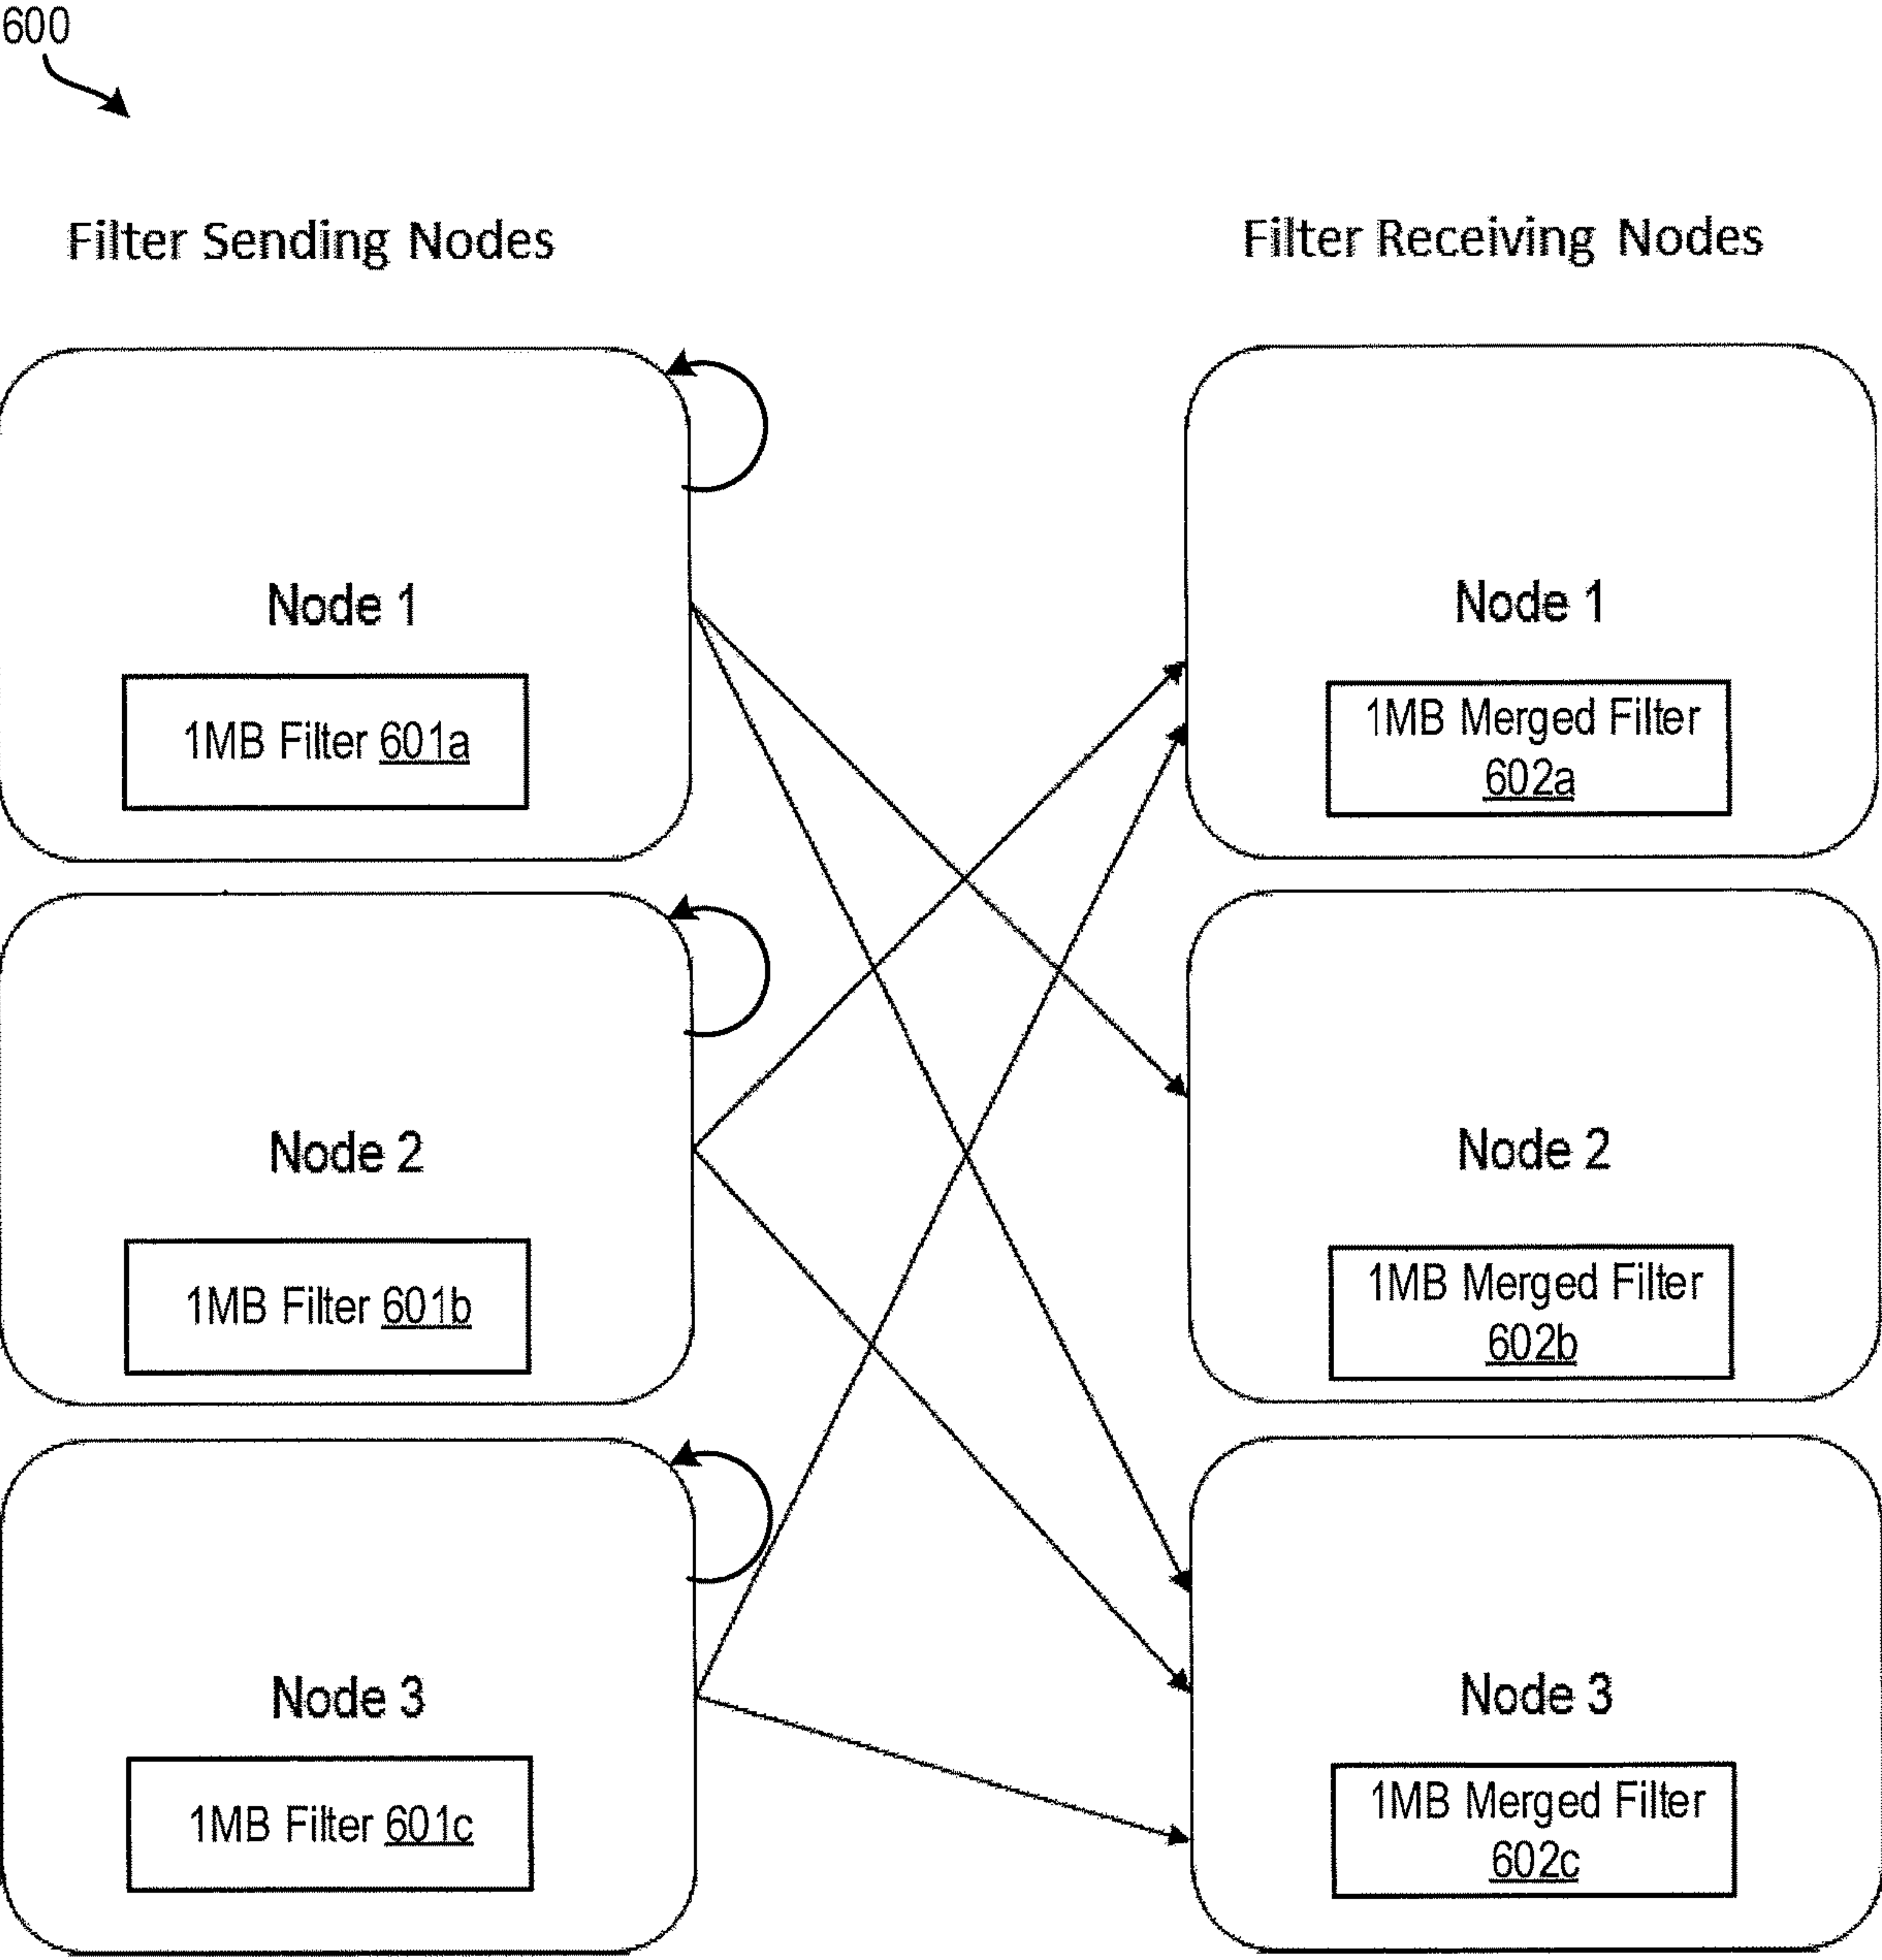 600
Filter Sending Nodes
Filter Receiving Nodes
Node 1
1MB Filter 601a
Node 1
1MB Merged Filter
602a
Node 2
1MB Filter 601b
Node 2
1MB Merged Filter
602b
Node 3
1MB Filter 601c
Node 3
1MB Merged Filter
602c